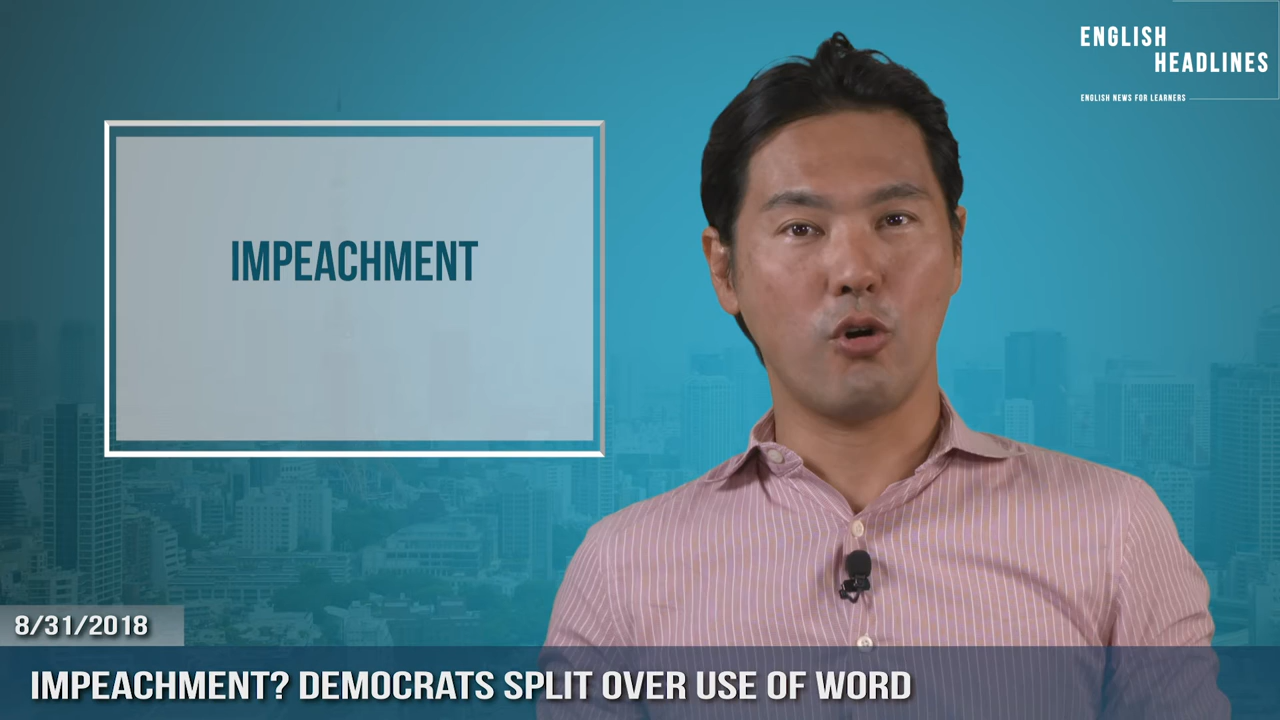 ENGLISH
HEADLINES
ENGLISH NEWS FOR LEARNERS
IMPEACHMENT
8/31/2018
IMPEACHMENT? DEMOCRATS SPLIT OVER USE OF WORD